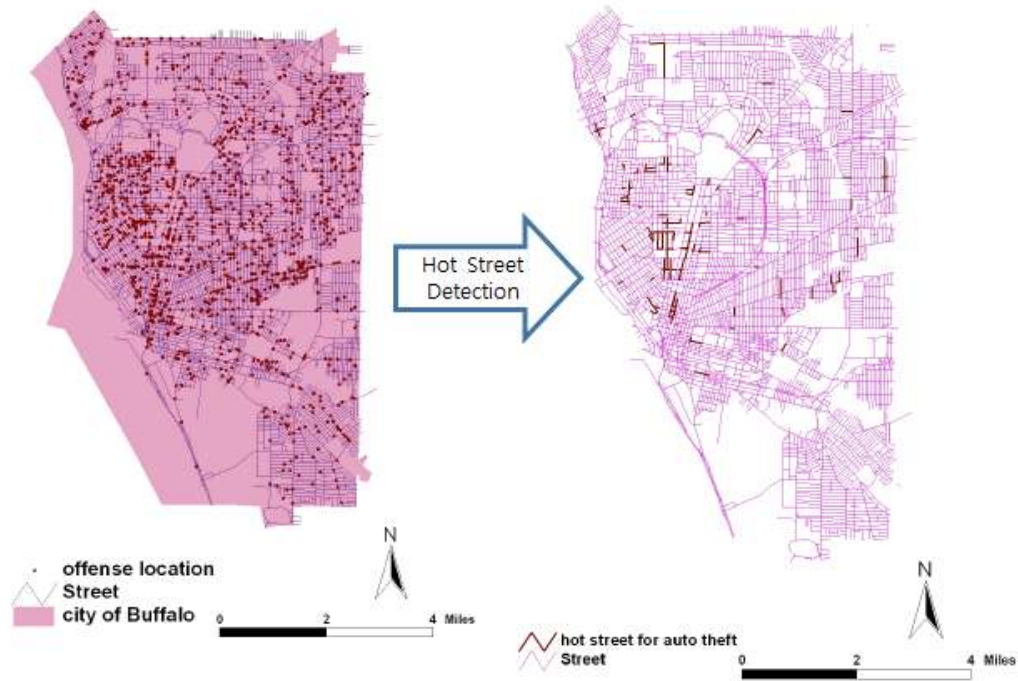 Hot Street
Detection
N
offense location
Street
city of Buffalo
0 2 4 Miles
N
hot street for auto theft
Street
0 2 4 Miles